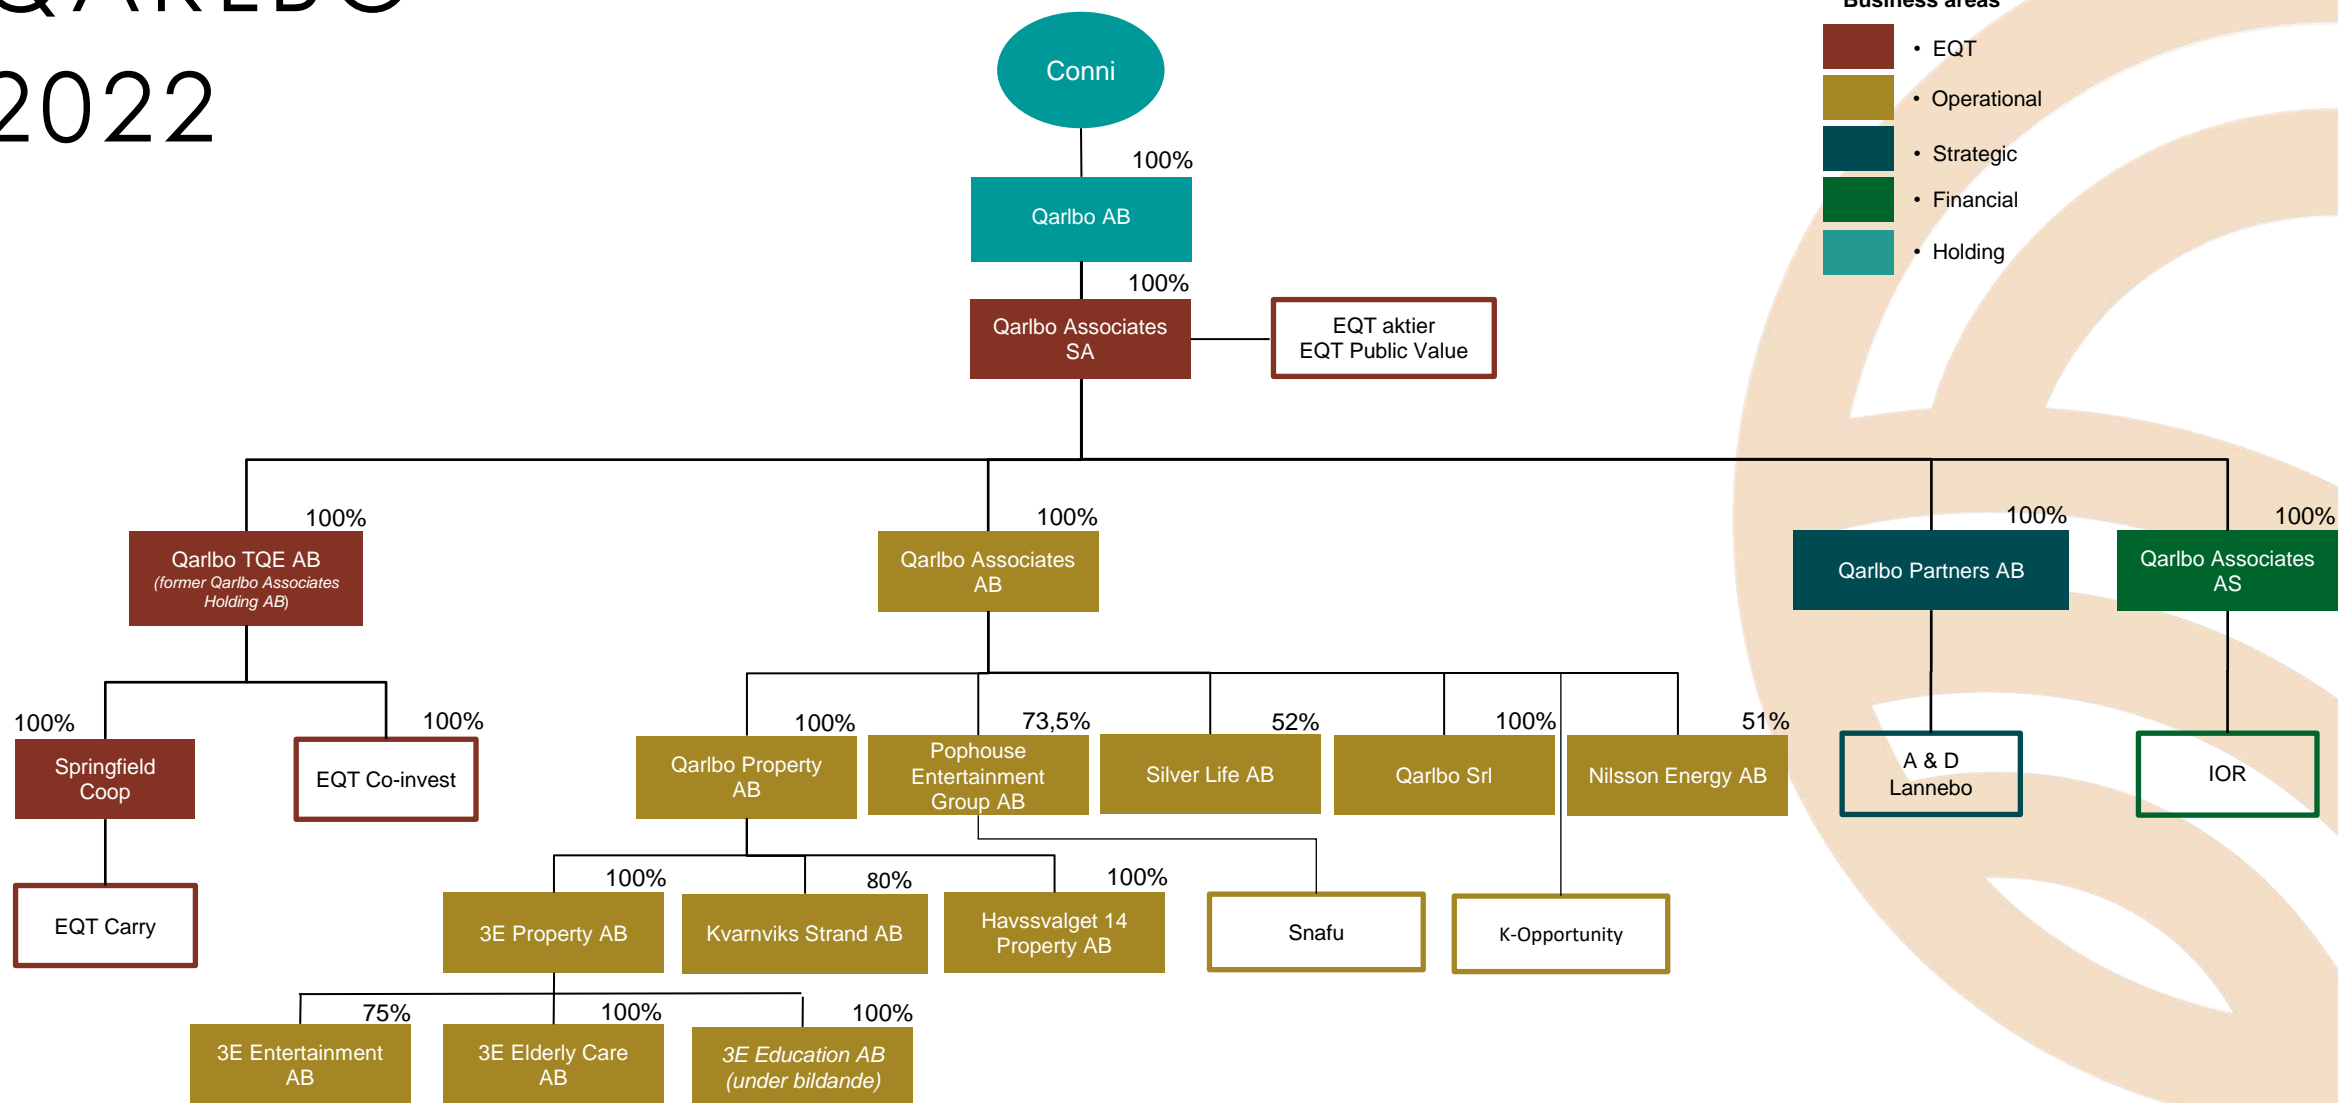 QARLBO
2022
Business areas
• EQT
• Operational
• Strategic
• Financial
• Holding
Conni
100%
Qarlbo AB
100%
Qarlbo Associates
SA
EQT aktier
EQT Public Value
100%
Qarlbo TQE AB
(former Qarlbo Associates
Holding AB)
100%
Qarlbo Associates
AB
100%
Qarlbo Partners AB
100%
Qarlbo Associates
AS
100%
Springfield
Coop
100%
EQT Co-invest
100%
Qarlbo Property
AB
73,5%
Pophouse
Entertainment
Group AB
52%
Silver Life AB
100%
Qarlbo Srl
51%
Nilsson Energy AB
A & D
Lannebo
IOR
EQT Carry
100%
3E Property AB
80%
Kvarnviks Strand AB
100%
Havssvalget 14
Property AB
Snafu
K-Opportunity
75%
3E Entertainment
AB
100%
3E Elderly Care
AB
100%
3E Education AB
(under bildande)